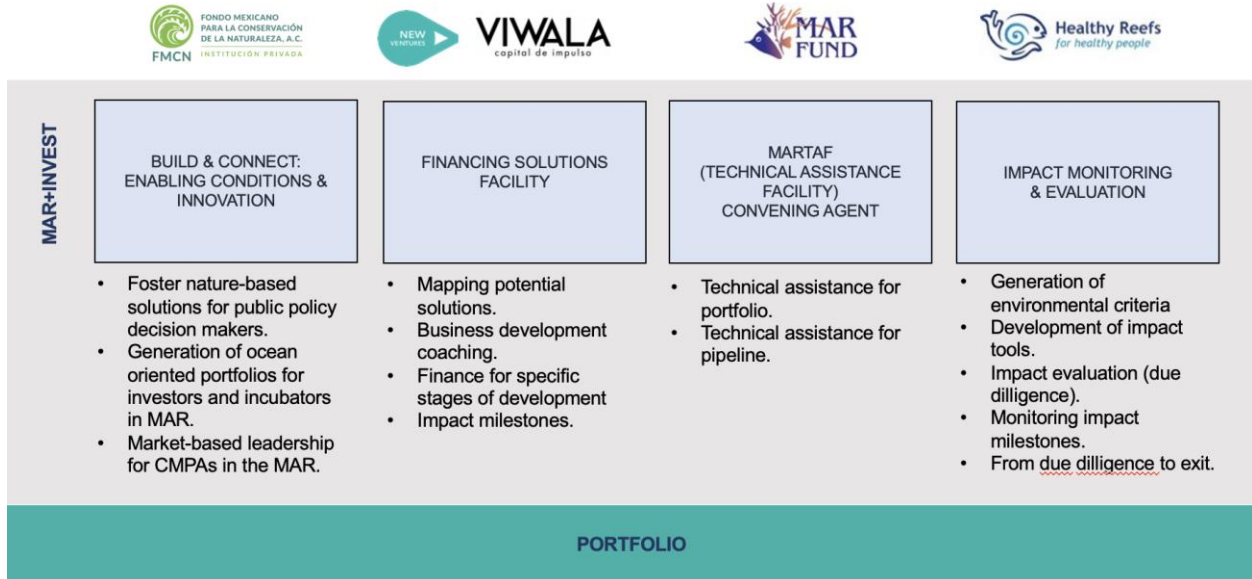 FONDO MEXICANO
PARA LA CONSERVACIÓN
DE LA NATURALEZA, A.C.
FMCN INSTITUCIÓN PRIVADA
NEW
VENTURES
VIWALA
capital de impulso
MAR
FUND
Healthy Reefs
for healthy people
MAR+INVEST
BUILD & CONNECT:
ENABLING CONDITIONS &
INNOVATION
• Foster nature-based
solutions for public policy
decision makers.
• Generation of ocean
oriented portfolios for
investors and incubators
in MAR.
• Market-based leadership
for CMPAs in the MAR.
FINANCING SOLUTIONS
FACILITY
• Mapping potential
solutions.
• Business development
coaching.
• Finance for specific
stages of development
• Impact milestones.
MARTAF
(TECHNICAL ASSISTANCE
FACILITY)
CONVENING AGENT
• Technical assistance for
portfolio.
• Technical assistance for
pipeline.
IMPACT MONITORING
& EVALUATION
• Generation of
environmental criteria
• Development of impact
tools.
• Impact evaluation (due
dilligence).
• Monitoring impact
milestones.
• From due dilligence to exit.
PORTFOLIO